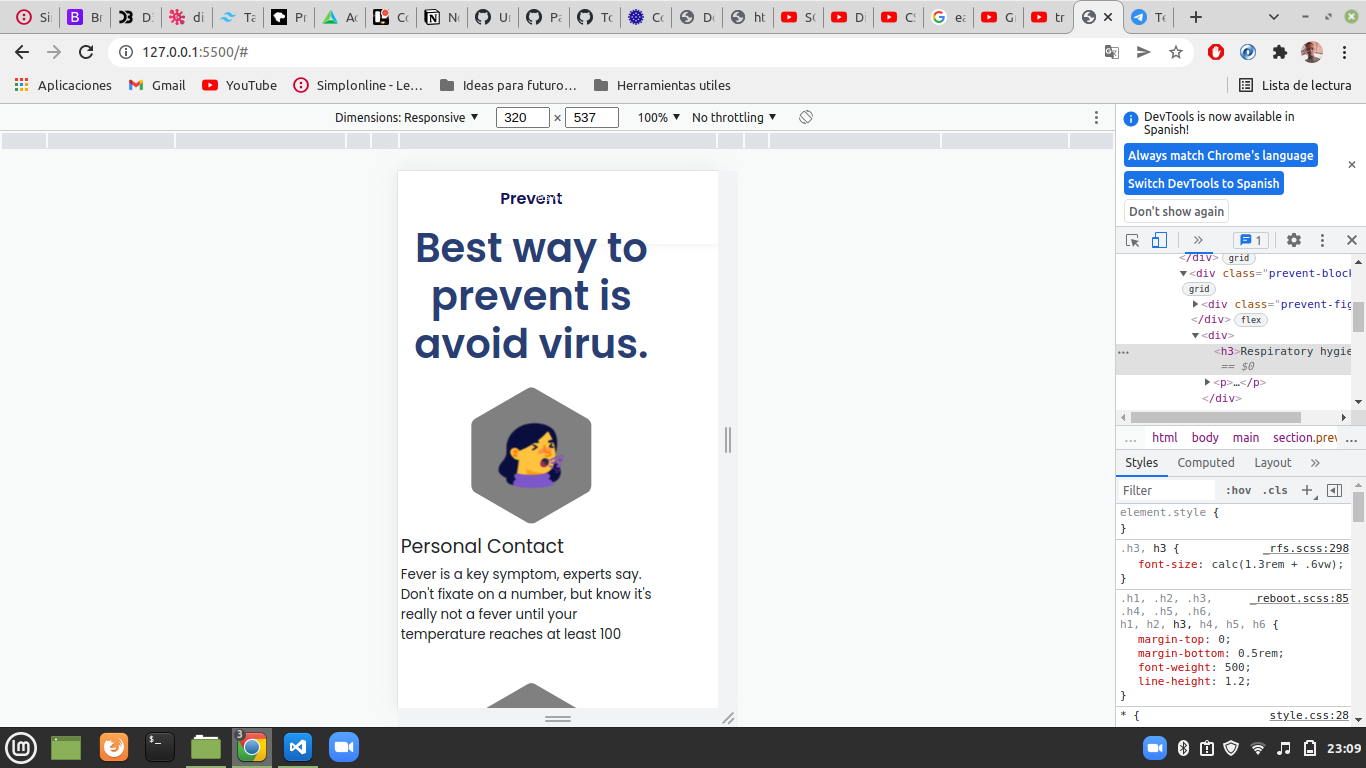 Sir
Br
D3
di
Ta
Pr
Ac
Co
No
Ur
Pa
To
Co
De
ht
SC
DI
CS
ea
Gr
tr
Te
127.0.0.1:5500/#
Aplicaciones
Gmail
YouTube
Simplonline - Le...
Ideas para futuro...
Herramientas utiles
Lista de lectura
Dimensions: Responsive
320 × 537
100%
No throttling
DevTools is now available in
Spanish!
Always match Chrome's language
Switch DevTools to Spanish
Don't show again
1
Prevent
Best way to
prevent is
avoid virus.
Personal Contact
Fever is a key symptom, experts say.
Don't fixate on a number, but know it's
really not a fever until your
temperature reaches at least 100
</div> grid
<div class="prevent-block
grid
<div class="prevent-fig
</div> flex
<div>
<h3>Respiratory hygie
== $0
<p>…</p>
</div>
... html body main section.prev ...
Styles Computed Layout
Filter :hov .cls
element.style {
}
.h3, h3 { _rfs.scss:298
font-size: calc(1.3rem + .6vw);
}
.h1, .h2, .h3, _reboot.scss:85
.h4, .h5, .h6,
h1, h2, h3, h4, h5, h6 {
margin-top: 0;
margin-bottom: 0.5rem;
font-weight: 500;
line-height: 1.2;
}
* { style.css:28
3
23:09